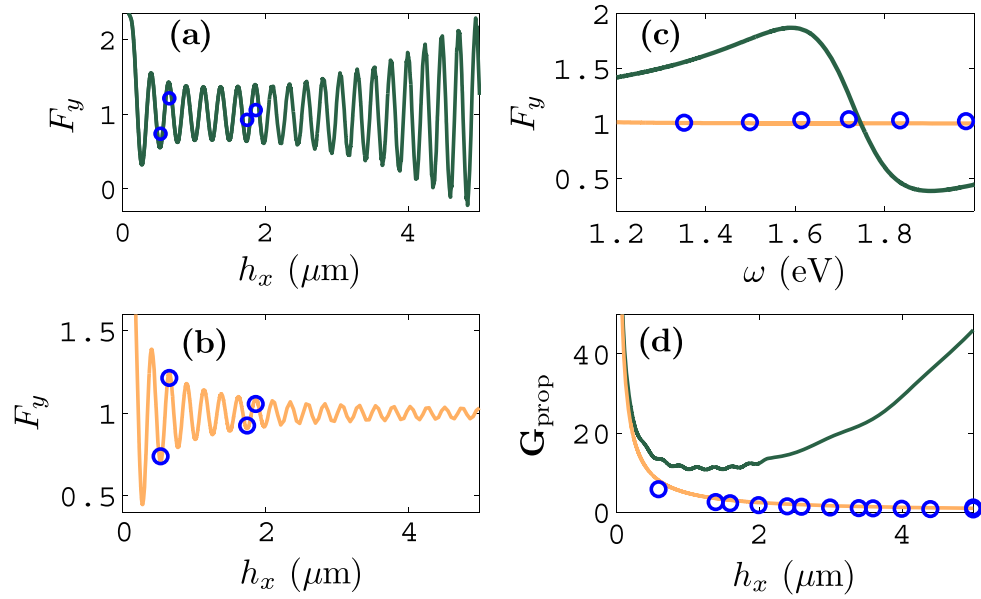 (a)
2
1
0
F_y
0 2 4
h_x (μm)
(c)
2
1.5
1
0.5
F_y
1.2 1.4 1.6 1.8
ω (eV)
(b)
1.5
1
0.5
F_y
0 2 4
h_x (μm)
(d)
40
20
0
G_prop
0 2 4
h_x (μm)